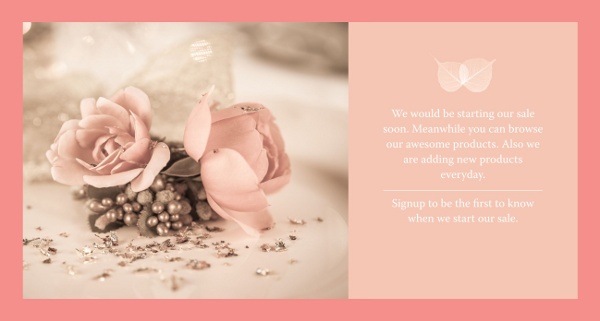 We would be starting our sale
soon. Meanwhile you can browse
our awesome products. Also we
are adding new products
everyday.
Signup to be the first to know
when we start our sale.